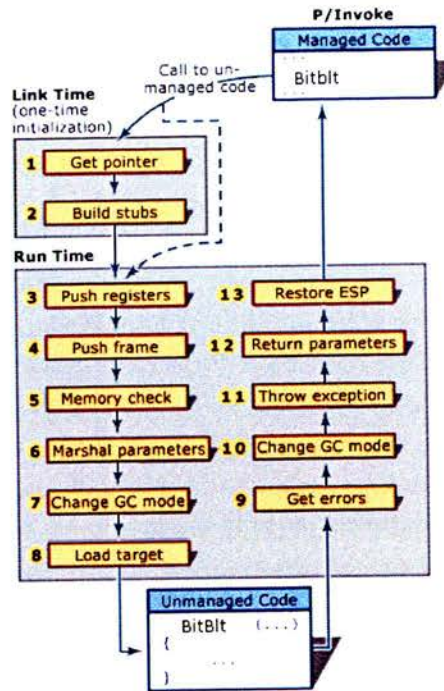 P/Invoke
Managed Code
...
Bitblt
...
Call to un-
managed code
Link Time
(one-time
initialization)
1 Get pointer
2 Build stubs
Run Time
3 Push registers
4 Push frame
5 Memory check
6 Marshal parameters
7 Change GC mode
8 Load target
13 Restore ESP
12 Return parameters
11 Throw exception
10 Change GC mode
9 Get errors
Unmanaged Code
BitBlt (...)
{
...
}